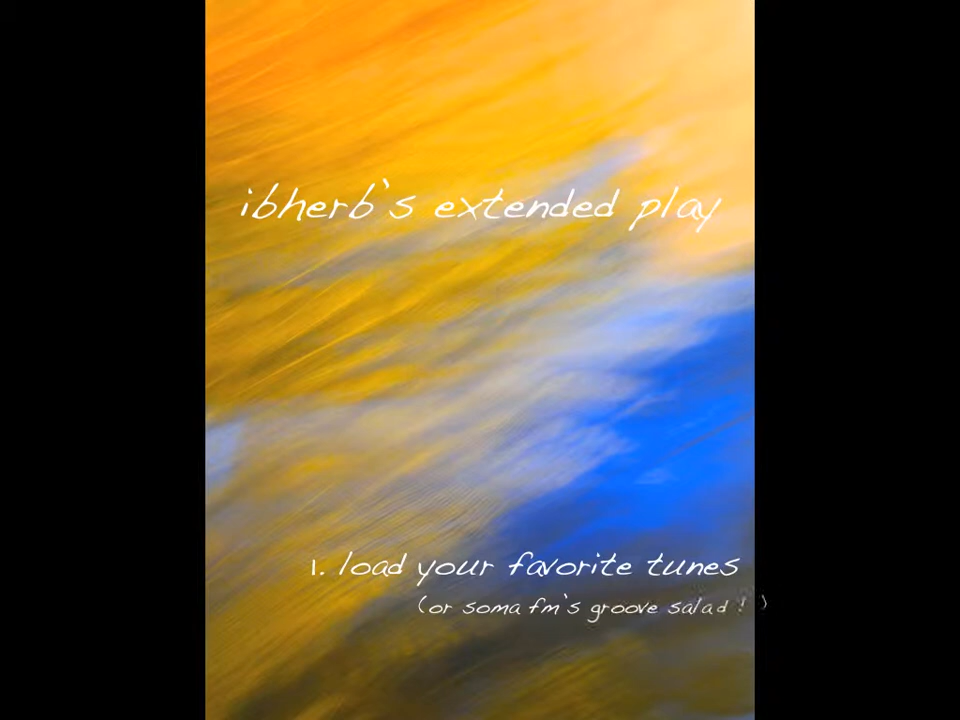 ibherb's extended play
1. load your favorite tunes
(or soma fm's groove salad! )